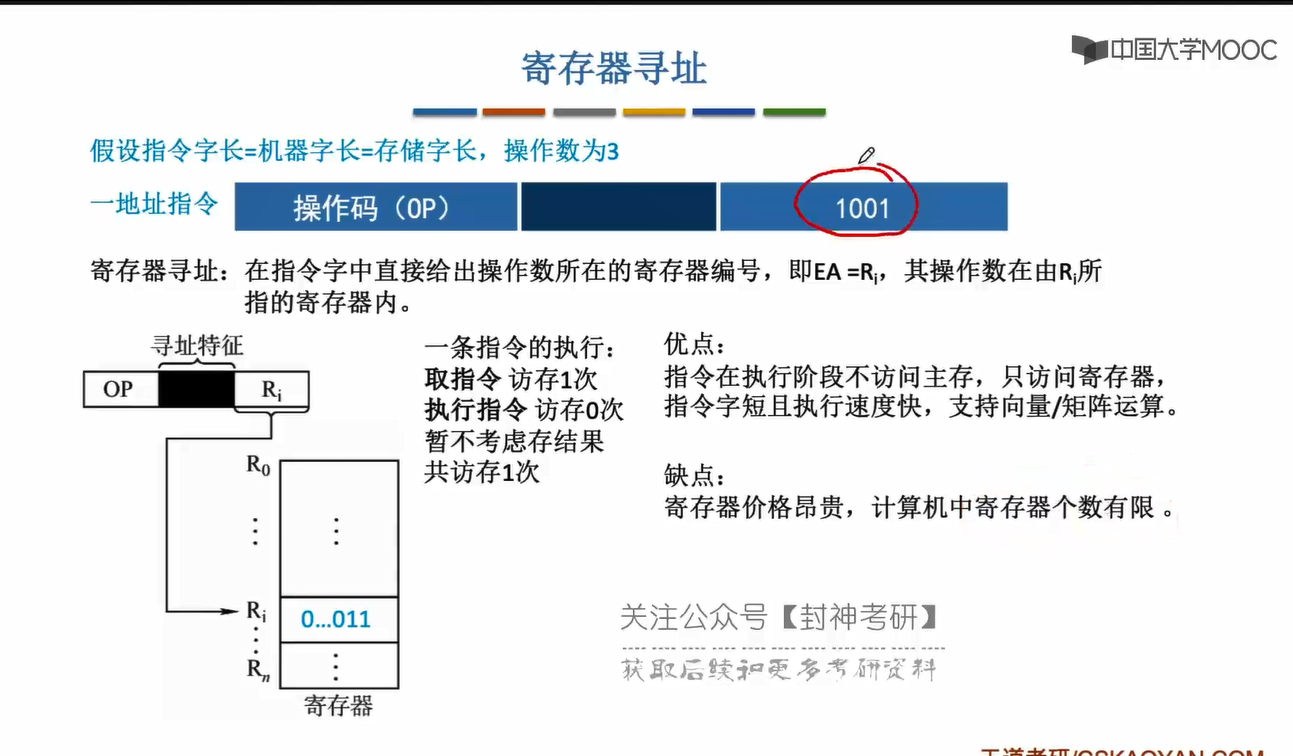 中国大学MOOC
寄存器寻址
假设指令字长=机器字长=存储字长，操作数为3
一地址指令 操作码（OP） 1001
寄存器寻址：在指令字中直接给出操作数所在的寄存器编号，即EA =Ri，其操作数在由Ri所
指的寄存器内。
寻址特征
OP Ri
R0
⋮ ⋮
Ri 0...011
⋮
Rn ⋮
寄存器
一条指令的执行：
取指令 访存1次
执行指令 访存0次
暂不考虑存结果
共访存1次
优点：
指令在执行阶段不访问主存，只访问寄存器，
指令字短且执行速度快，支持向量/矩阵运算。
缺点：
寄存器价格昂贵，计算机中寄存器个数有限 。
关注公众号【封神考研】
获取后续和更多考研资料
王道考研/CSKAOYAN.COM